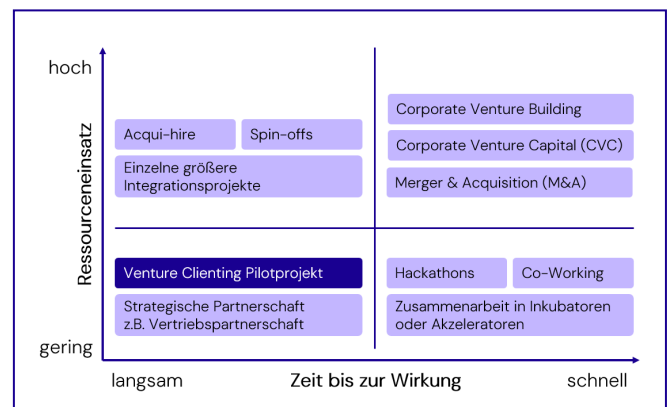 hoch
Ressourceneinsatz
gering
Acqui-hire
Spin-offs
Einzelne größere
Integrationsprojekte
Corporate Venture Building
Corporate Venture Capital (CVC)
Merger & Acquisition (M&A)
Venture Clienting Pilotprojekt
Strategische Partnerschaft
z.B. Vertriebspartnerschaft
Hackathons
Co-Working
Zusammenarbeit in Inkubatoren
oder Akzeleratoren
langsam
Zeit bis zur Wirkung
schnell